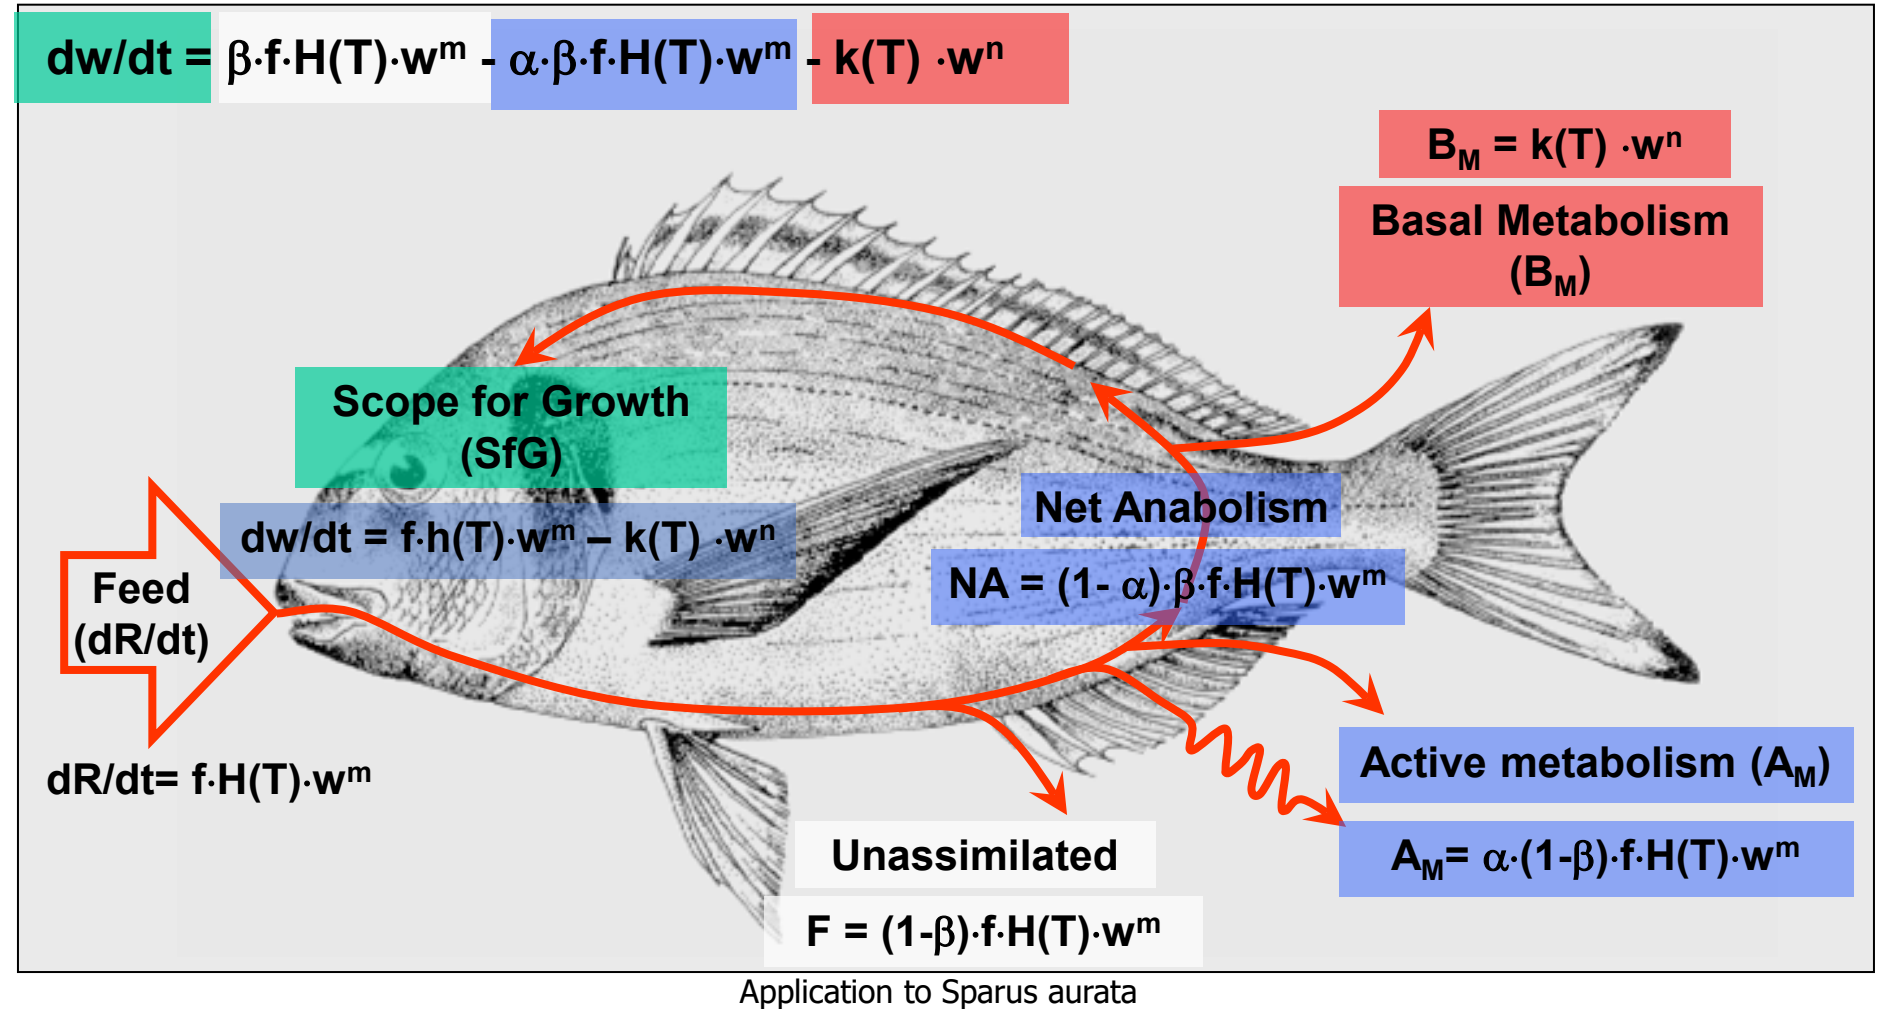 dw/dt = β·f·H(T)·wᵐ - α·β·f·H(T)·wᵐ - k(T) ·wⁿ
B_M = k(T) ·wⁿ
Basal Metabolism
(B_M)
Scope for Growth
(SfG)
dw/dt = f·h(T)·wᵐ – k(T) ·wⁿ
Net Anabolism
NA = (1- α)·β·f·H(T)·wᵐ
Feed
(dR/dt)
dR/dt= f·H(T)·wᵐ
Active metabolism (A_M)
A_M= α·(1-β)·f·H(T)·wᵐ
Unassimilated
F = (1-β)·f·H(T)·wᵐ
Application to Sparus aurata